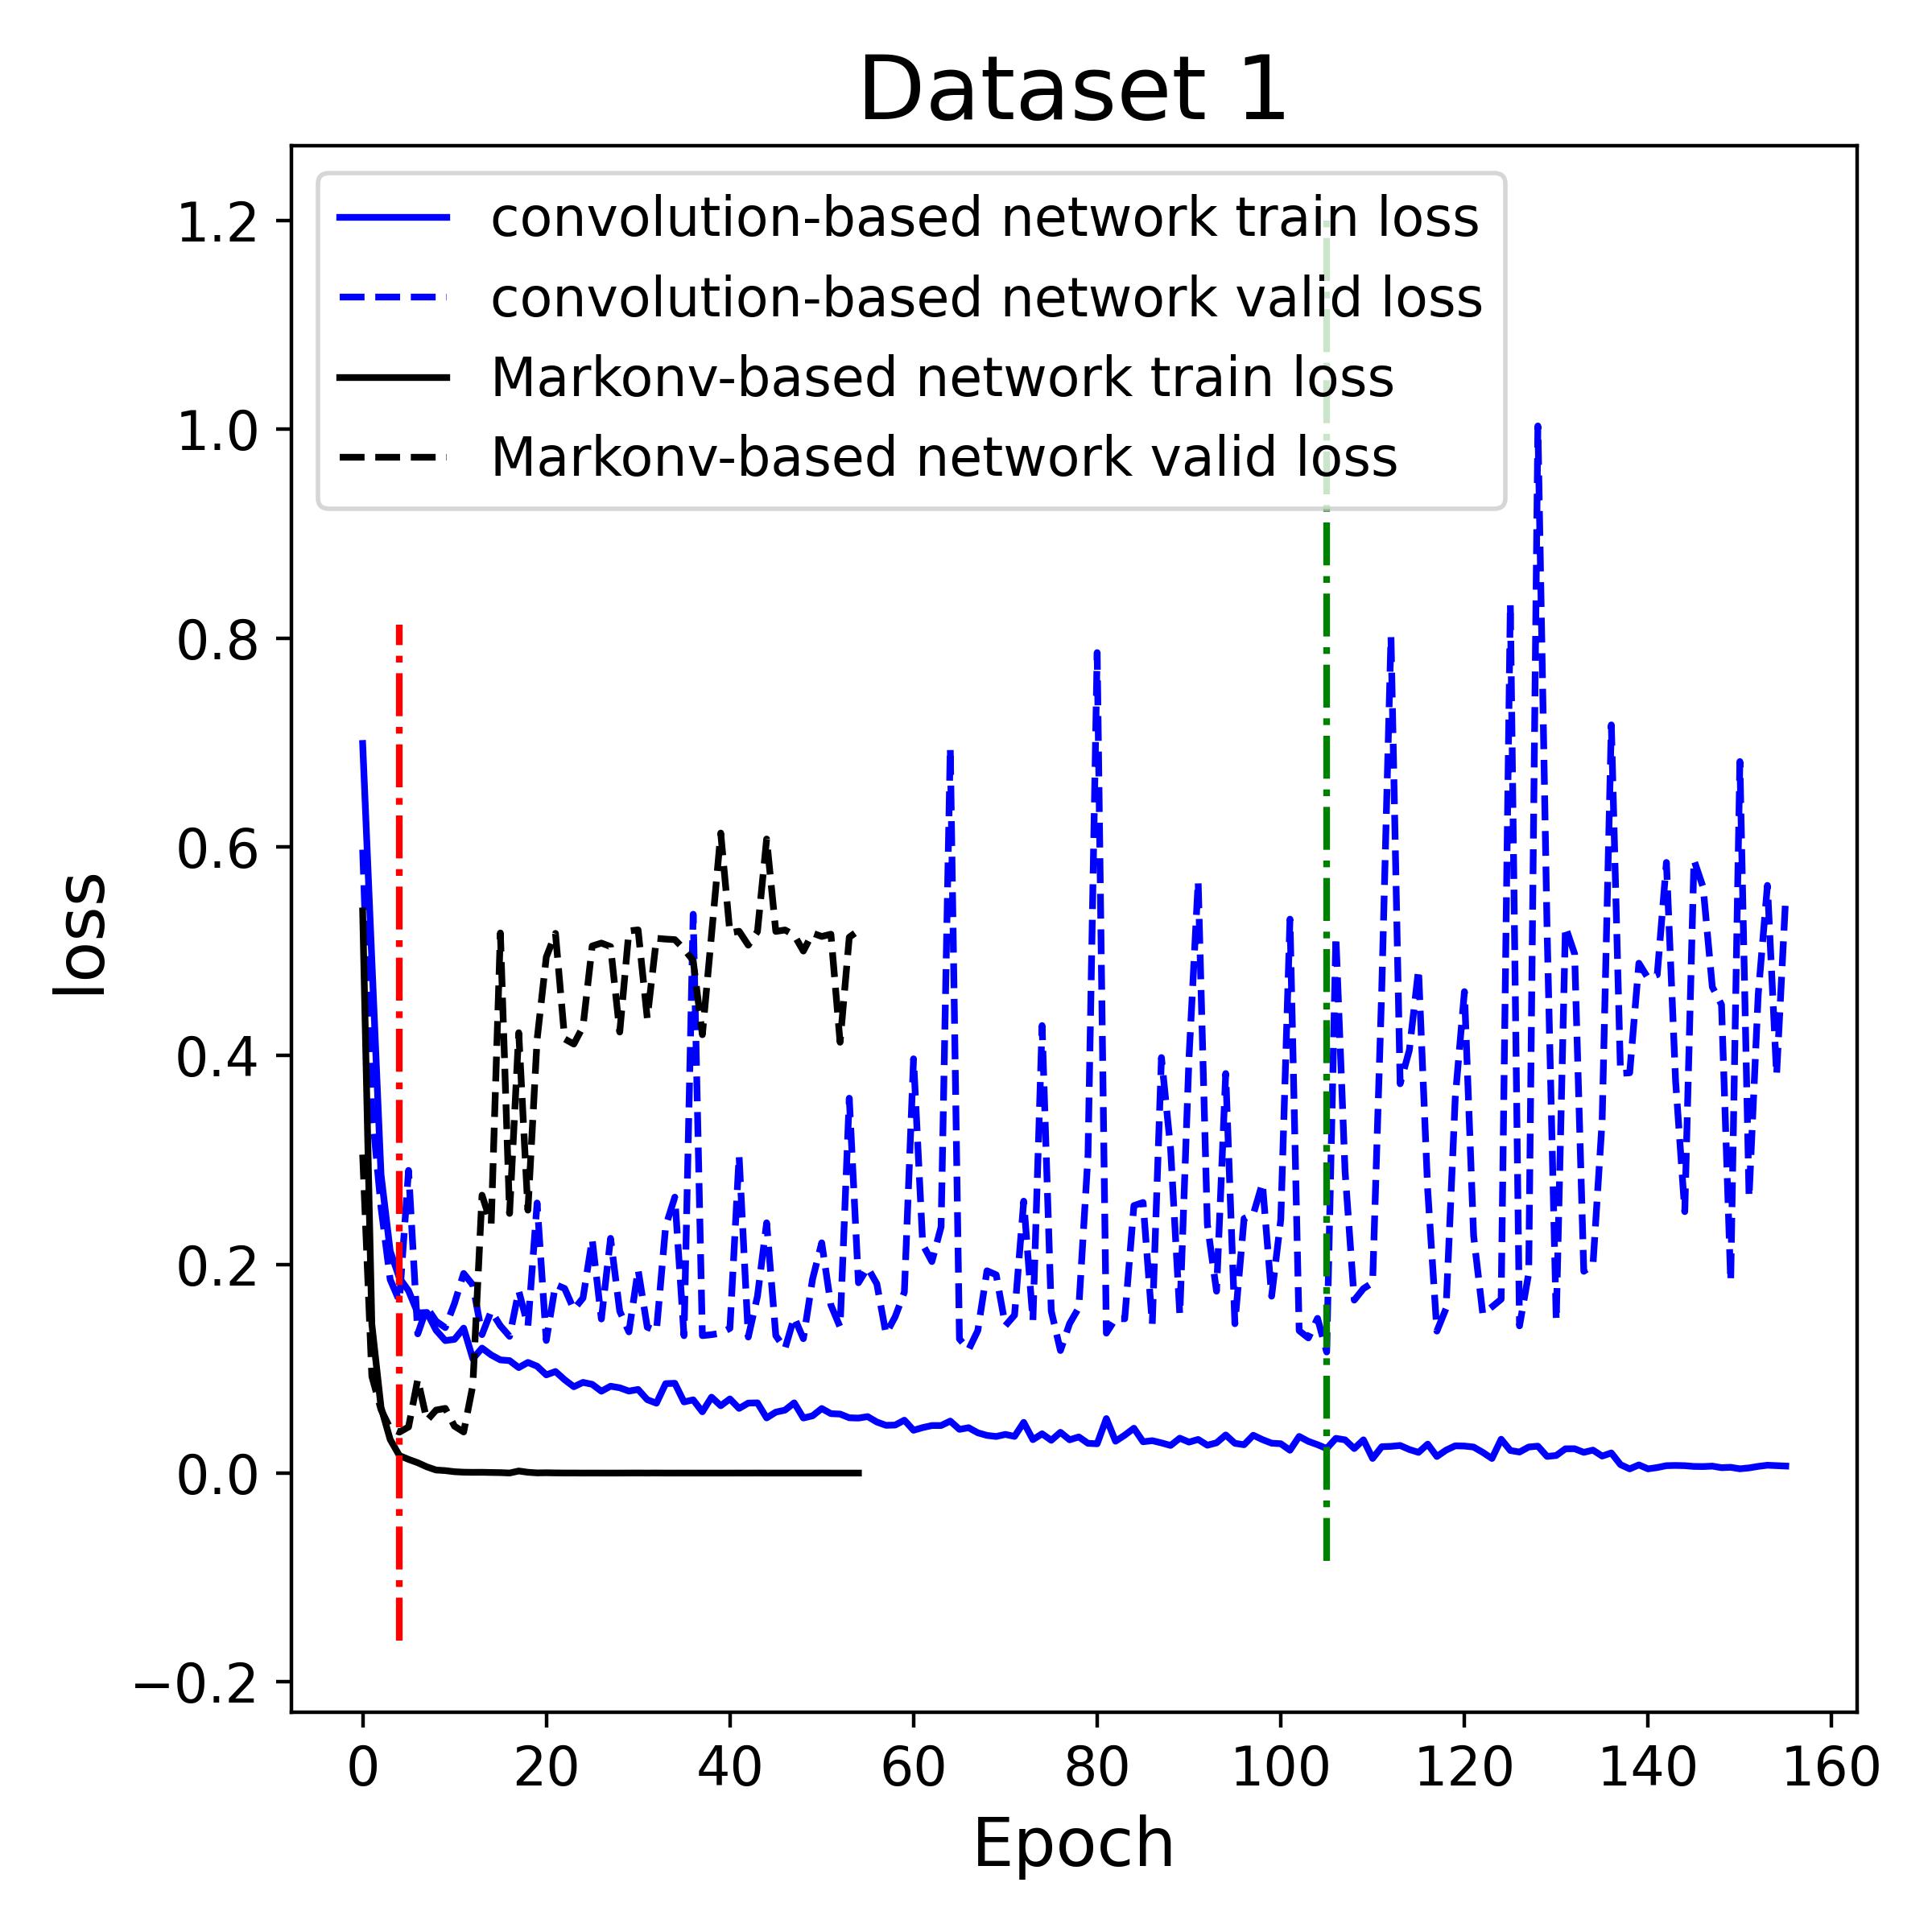 Dataset 1
convolution-based network train loss
convolution-based network valid loss
Markonv-based network train loss
Markonv-based network valid loss
1.2
1.0
0.8
0.6
0.4
0.2
0.0
−0.2
loss
0 20 40 60 80 100 120 140 160
Epoch